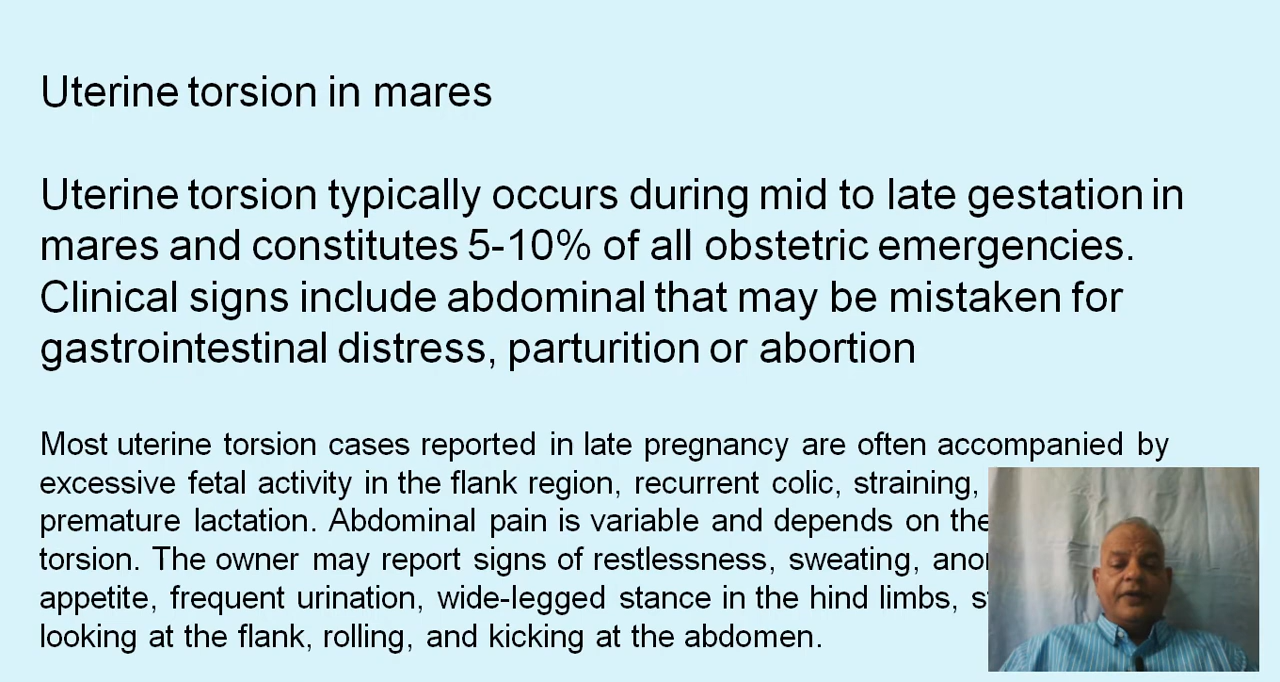 Uterine torsion in mares
Uterine torsion typically occurs during mid to late gestation in
mares and constitutes 5-10% of all obstetric emergencies.
Clinical signs include abdominal that may be mistaken for
gastrointestinal distress, parturition or abortion
Most uterine torsion cases reported in late pregnancy are often accompanied by
excessive fetal activity in the flank region, recurrent colic, straining,
premature lactation. Abdominal pain is variable and depends on the
torsion. The owner may report signs of restlessness, sweating,
appetite, frequent urination, wide-legged stance in the hind limbs,
looking at the flank, rolling, and kicking at the abdomen.